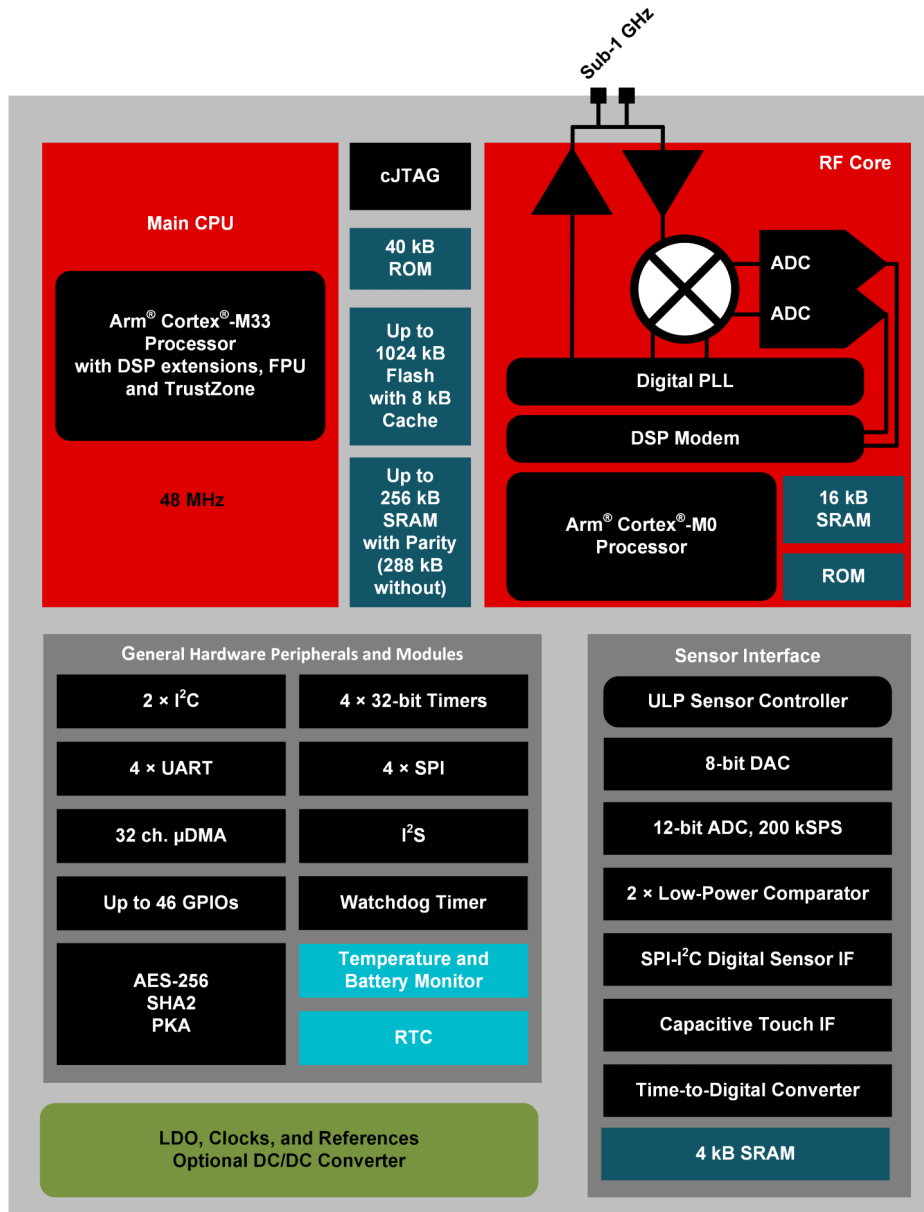 Sub-1 GHz
Main CPU
Arm® Cortex®-M33
Processor
with DSP extensions, FPU
and TrustZone
48 MHz
cJTAG
40 kB
ROM
Up to
1024 kB
Flash
with 8 kB
Cache
Up to
256 kB
SRAM
with Parity
(288 kB
without)
RF Core
ADC
ADC
Digital PLL
DSP Modem
Arm® Cortex®-M0
Processor
16 kB
SRAM
ROM
General Hardware Peripherals and Modules
2 × I²C
4 × 32-bit Timers
4 × UART
4 × SPI
32 ch. µDMA
I²S
Up to 46 GPIOs
Watchdog Timer
AES-256
SHA2
PKA
Temperature and
Battery Monitor
RTC
LDO, Clocks, and References
Optional DC/DC Converter
Sensor Interface
ULP Sensor Controller
8-bit DAC
12-bit ADC, 200 kSPS
2 × Low-Power Comparator
SPI-I²C Digital Sensor IF
Capacitive Touch IF
Time-to-Digital Converter
4 kB SRAM